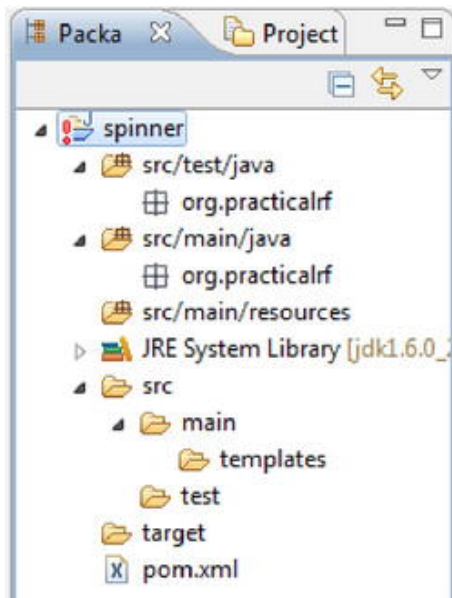 Packa Project
spinner
src/test/java
org.practicalrf
src/main/java
org.practicalrf
src/main/resources
JRE System Library [jdk1.6.0_2
src
main
templates
test
target
pom.xml